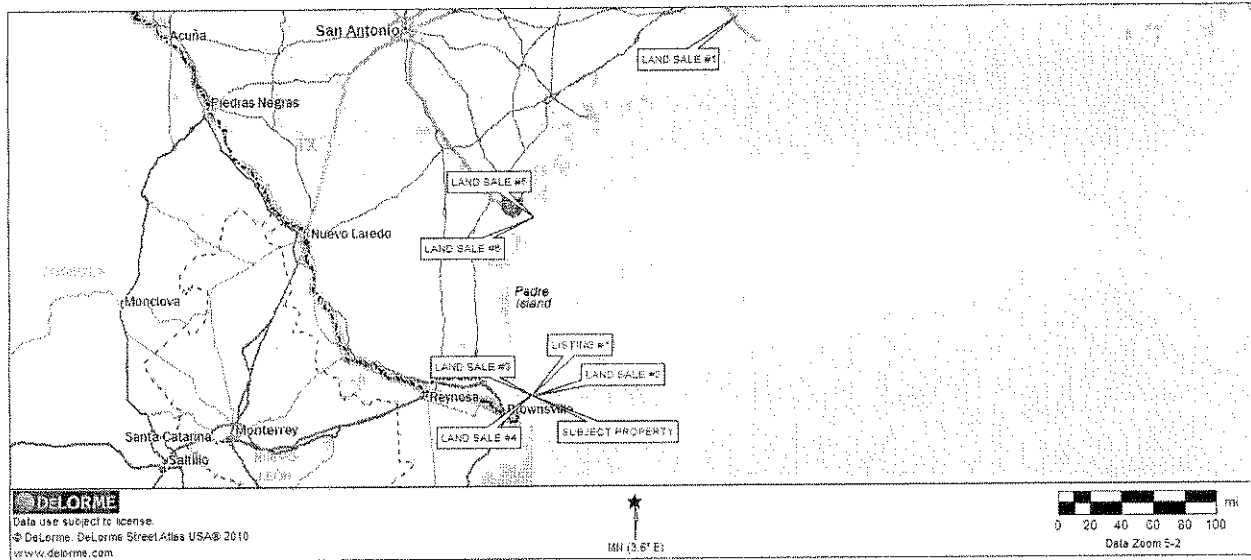 San Antonio
Acuña
LAND SALE #1
Piedras Negras
TX
LAND SALE #5
Nuevo Laredo
LAND SALE #6
Padre
Island
Monclova
LISTING #1
LAND SALE #3
LAND SALE #2
Reynosa
Brownsville
Monterrey
Santa Catarina
LAND SALE #4
SUBJECT PROPERTY
Saltillo
NUEVO
LEÓN
DELORME
Data use subject to license.
© DeLorme. DeLorme Street Atlas USA® 2010
www.delorme.com
MN (3.6° E)
mi
0 20 40 60 80 100
Data Zoom 5-2